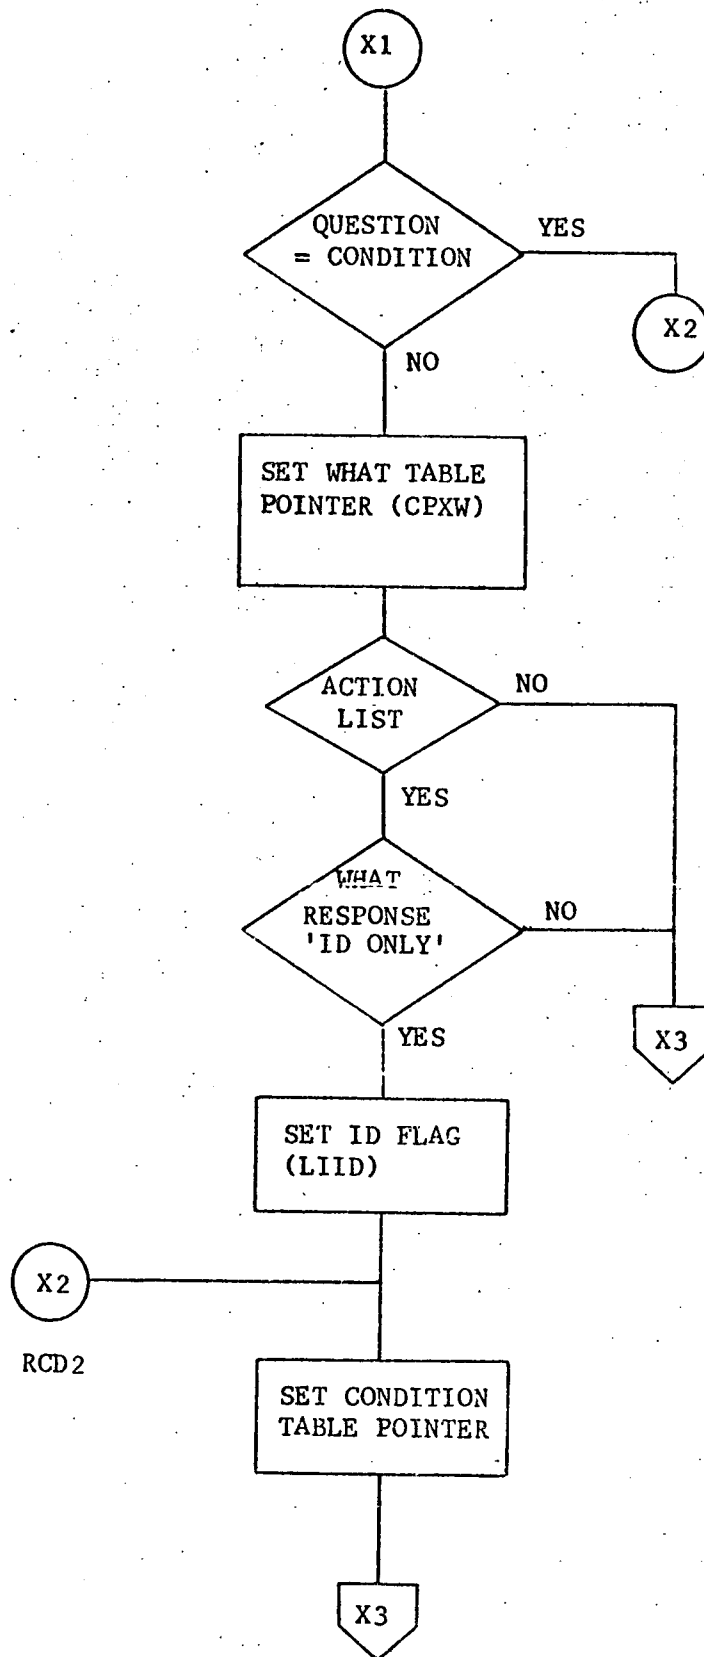 X1
QUESTION
= CONDITION
YES
X2
NO
SET WHAT TABLE
POINTER (CPXW)
ACTION
LIST
NO
YES
WHAT
RESPONSE
'ID ONLY'
NO
X3
YES
SET ID FLAG
(LIID)
X2
RCD2
SET CONDITION
TABLE POINTER
X3